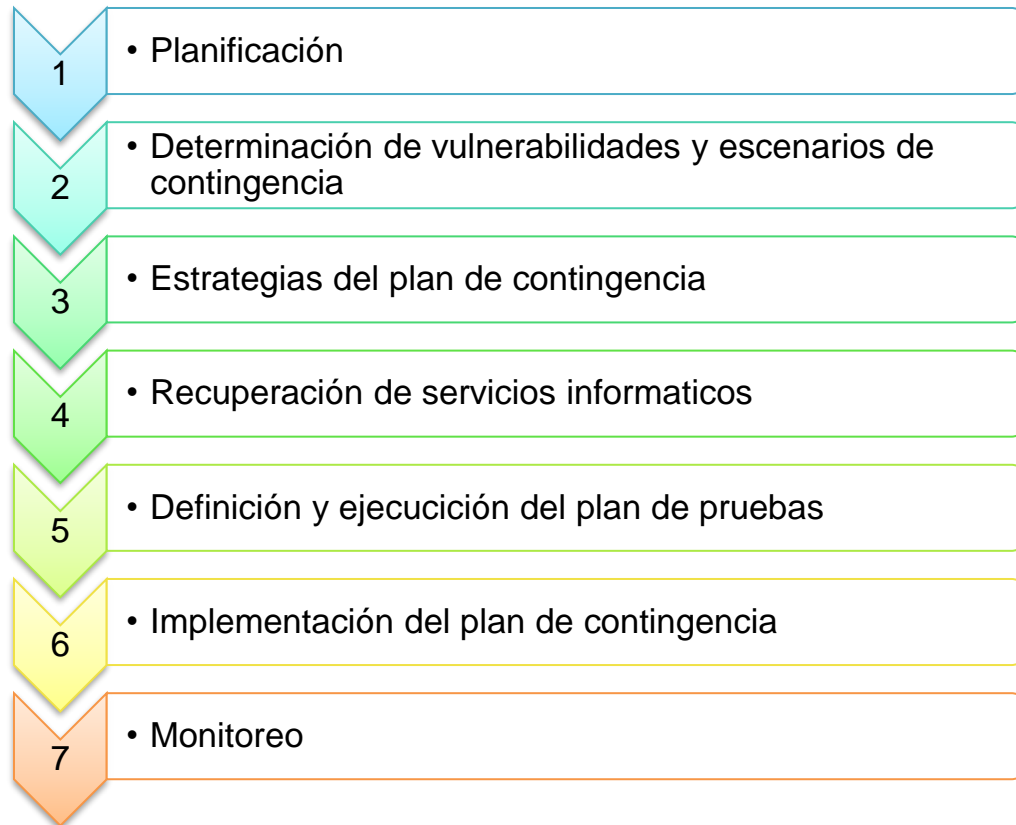 1
• Planificación
2
• Determinación de vulnerabilidades y escenarios de
contingencia
3
• Estrategias del plan de contingencia
4
• Recuperación de servicios informaticos
5
• Definición y ejecucición del plan de pruebas
6
• Implementación del plan de contingencia
7
• Monitoreo